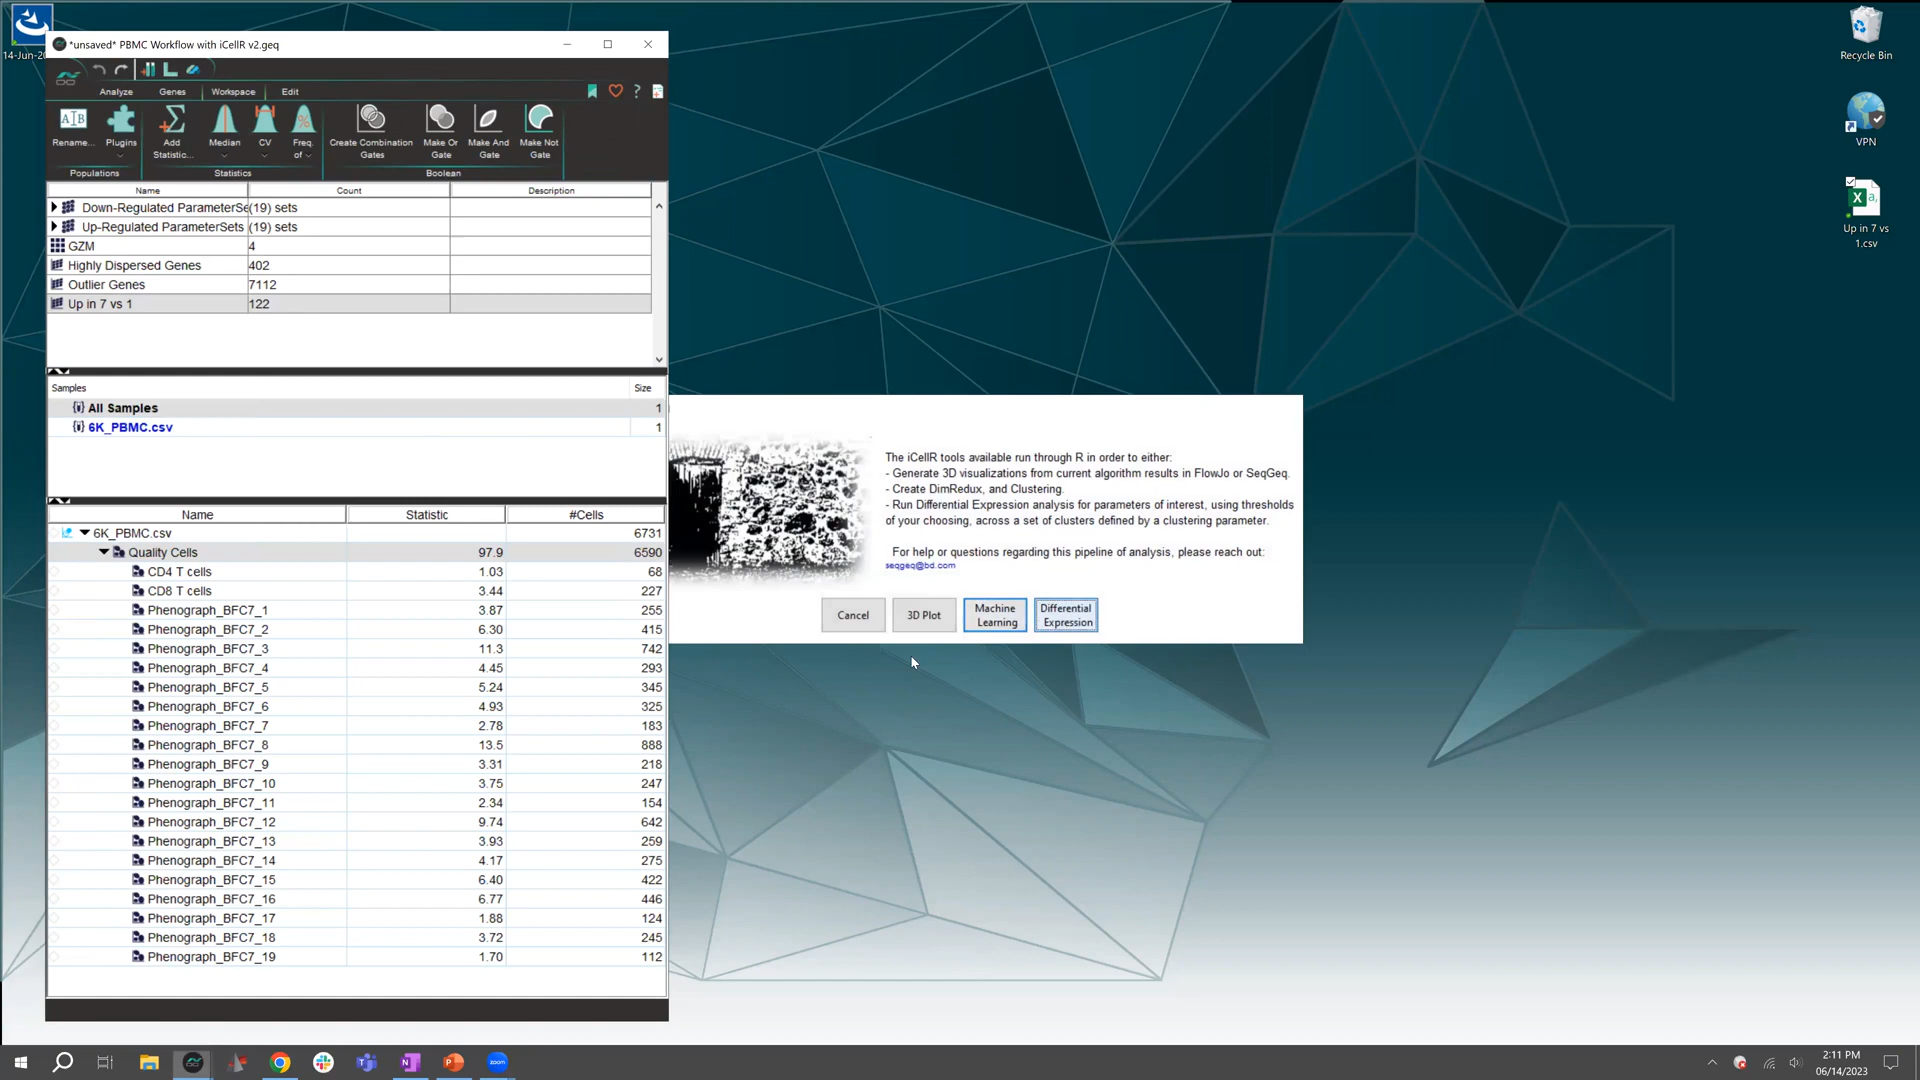 14-Jun-20
*unsaved* PBMC Workflow with iCellR v2.geq
Analyze Genes Workspace Edit
Rename...
Plugins
Add Statistic...
Median
CV
Freq. of
Create Combination Gates
Make Or Gate
Make And Gate
Make Not Gate
Populations Statistics Boolean
Name Count Description
Down-Regulated ParameterSe (19) sets
Up-Regulated ParameterSets (19) sets
GZM 4
Highly Dispersed Genes 402
Outlier Genes 7112
Up in 7 vs 1 122
Samples Size
{} All Samples 1
{} 6K_PBMC.csv 1
Name Statistic #Cells
6K_PBMC.csv 6731
Quality Cells 97.9 6590
CD4 T cells 1.03 68
CD8 T cells 3.44 227
Phenograph_BFC7_1 3.87 255
Phenograph_BFC7_2 6.30 415
Phenograph_BFC7_3 11.3 742
Phenograph_BFC7_4 4.45 293
Phenograph_BFC7_5 5.24 345
Phenograph_BFC7_6 4.93 325
Phenograph_BFC7_7 2.78 183
Phenograph_BFC7_8 13.5 888
Phenograph_BFC7_9 3.31 218
Phenograph_BFC7_10 3.75 247
Phenograph_BFC7_11 2.34 154
Phenograph_BFC7_12 9.74 642
Phenograph_BFC7_13 3.93 259
Phenograph_BFC7_14 4.17 275
Phenograph_BFC7_15 6.40 422
Phenograph_BFC7_16 6.77 446
Phenograph_BFC7_17 1.88 124
Phenograph_BFC7_18 3.72 245
Phenograph_BFC7_19 1.70 112
The iCellR tools available run through R in order to either:
- Generate 3D visualizations from current algorithm results in FlowJo or SeqGeq.
- Create DimRedux, and Clustering.
- Run Differential Expression analysis for parameters of interest, using thresholds
of your choosing, across a set of clusters defined by a clustering parameter.
For help or questions regarding this pipeline of analysis, please reach out:
seqgeq@bd.com
Cancel
3D Plot
Machine
Learning
Differential
Expression
Recycle Bin
VPN
Up in 7 vs
1.csv
zoom
2:11 PM
06/14/2023